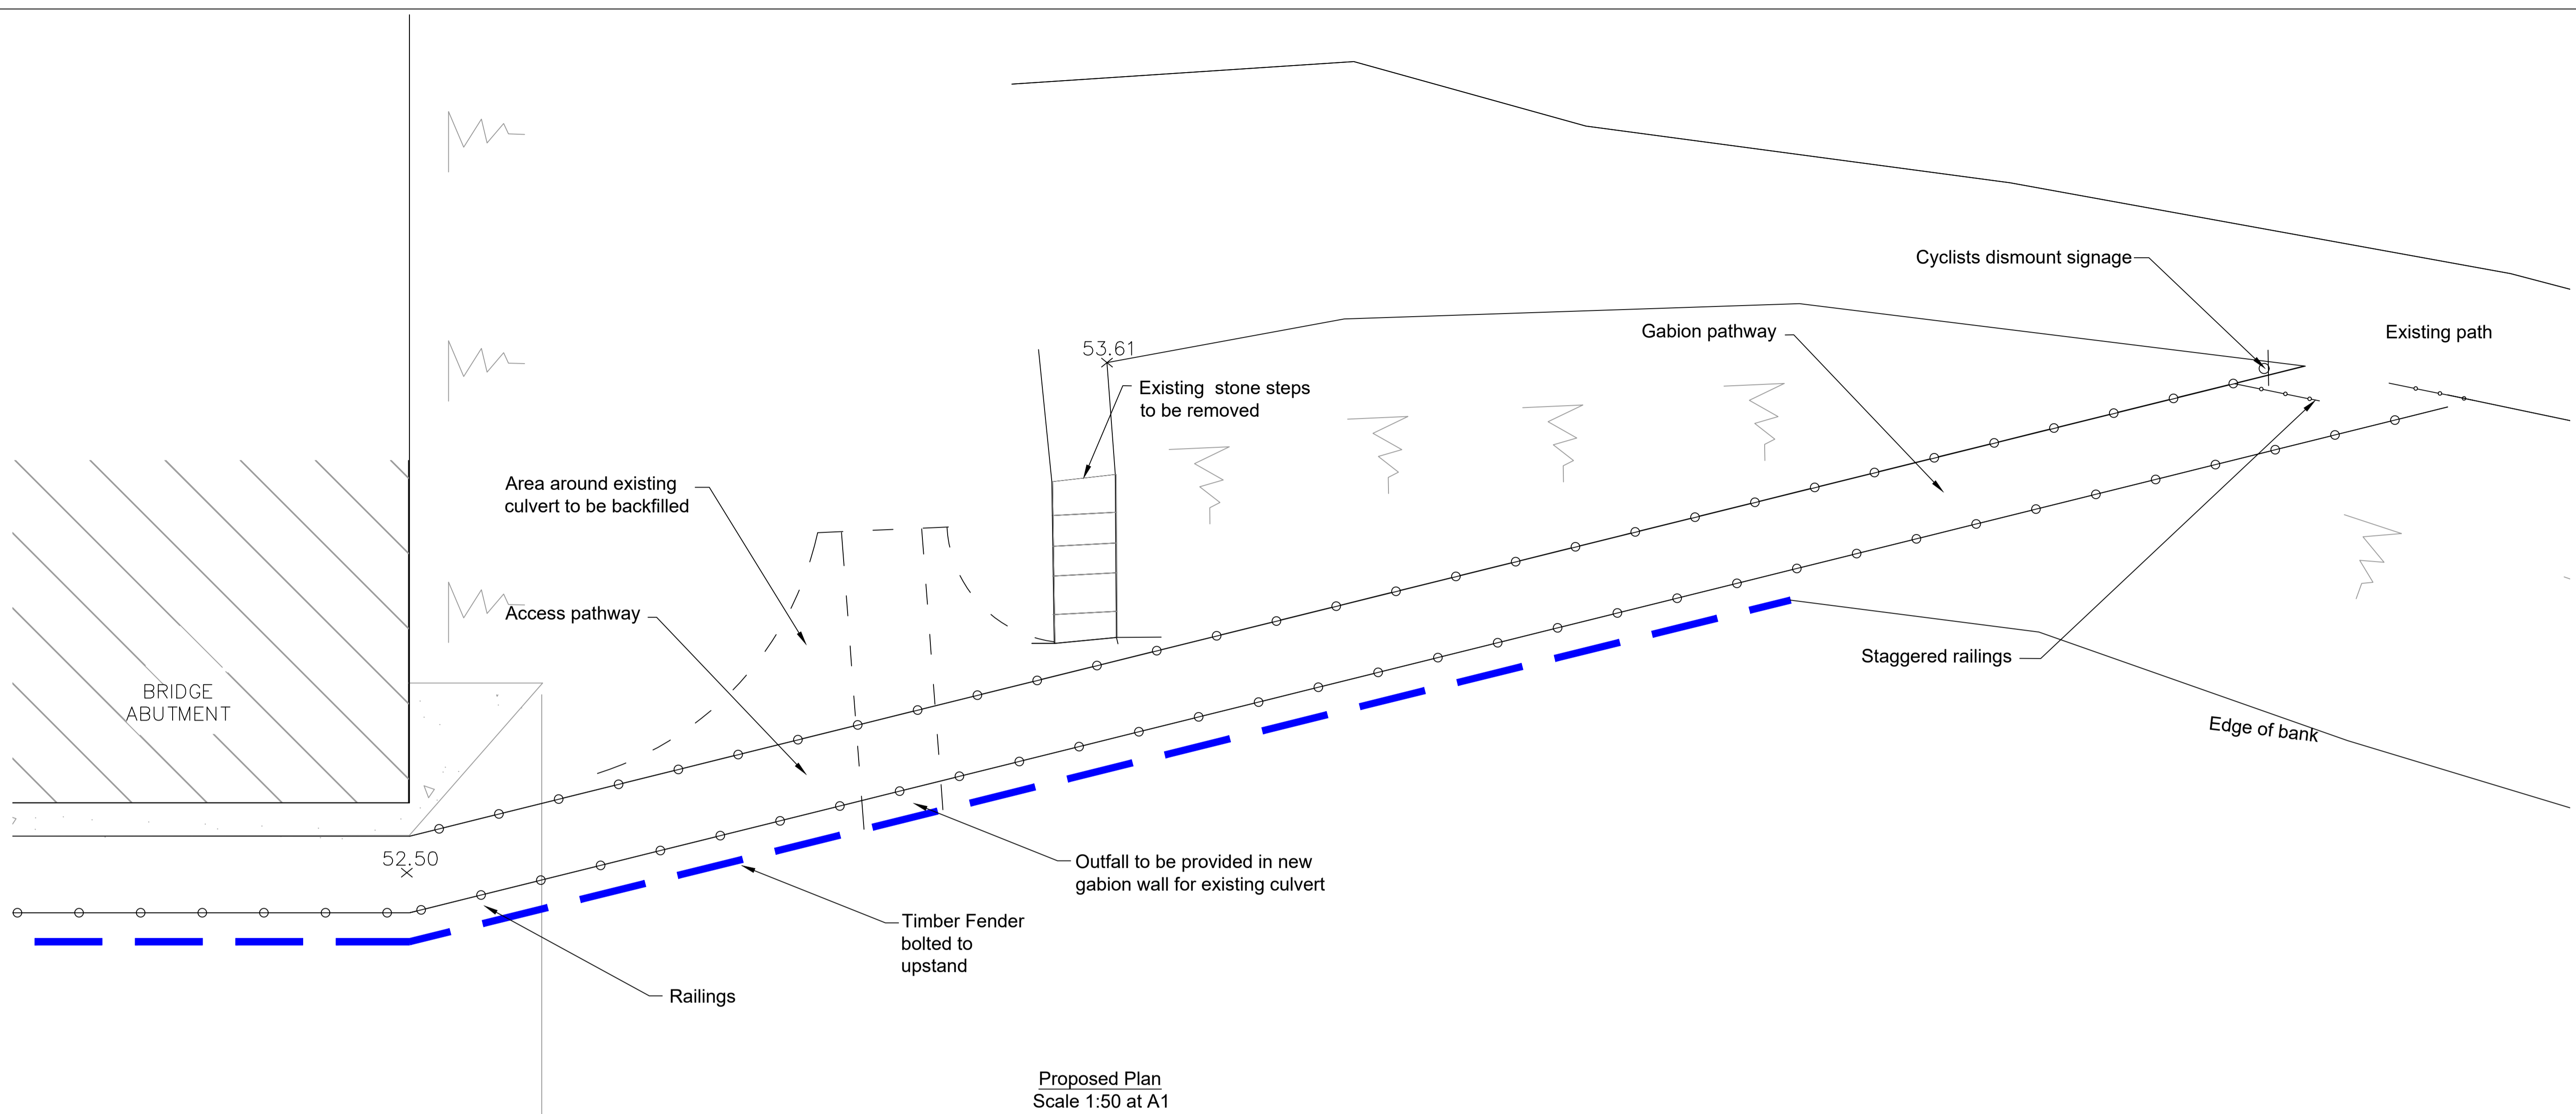 Cyclists dismount signage
Gabion pathway
Existing path
53.61
Existing stone steps
to be removed
Area around existing
culvert to be backfilled
Access pathway
Staggered railings
BRIDGE
ABUTMENT
Edge of bank
52.50
Outfall to be provided in new
gabion wall for existing culvert
Timber Fender
bolted to
upstand
Railings
Proposed Plan
Scale 1:50 at A1